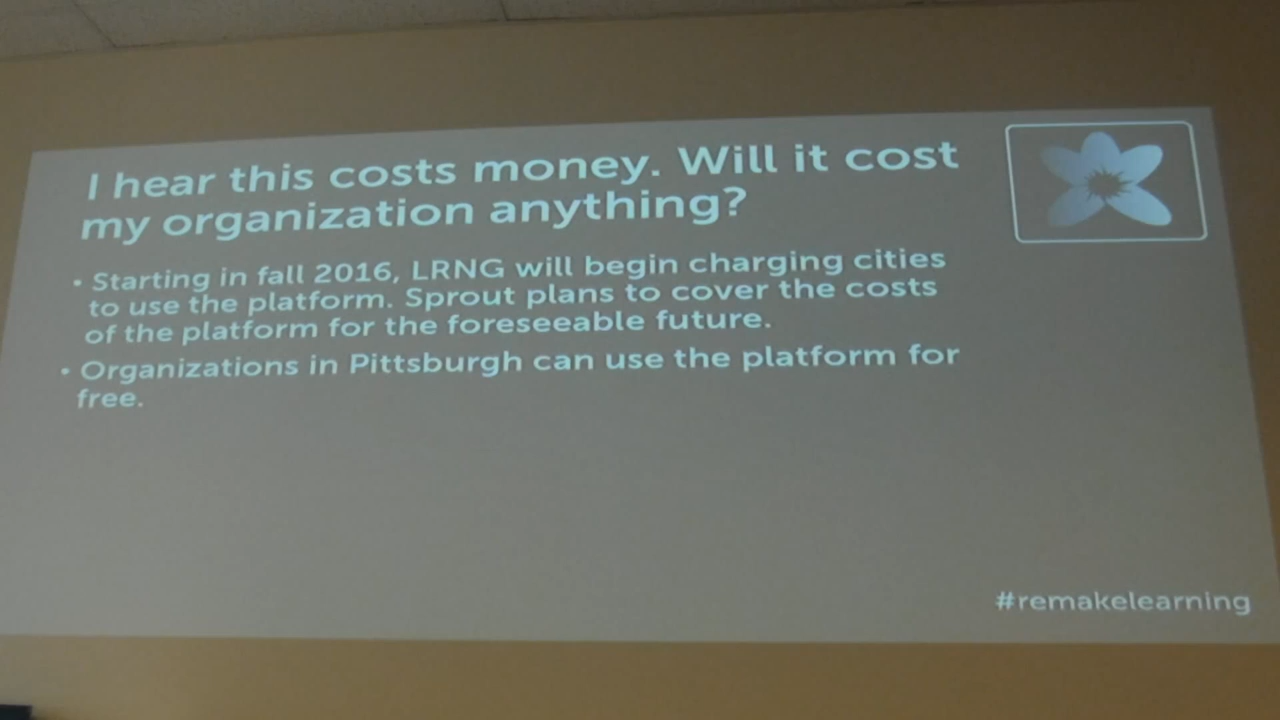 I hear this costs money. Will it cost
my organization anything?
• Starting in fall 2016, LRNG will begin charging cities
to use the platform. Sprout plans to cover the costs
of the platform for the foreseeable future.
• Organizations in Pittsburgh can use the platform for
free.
#remakelearning